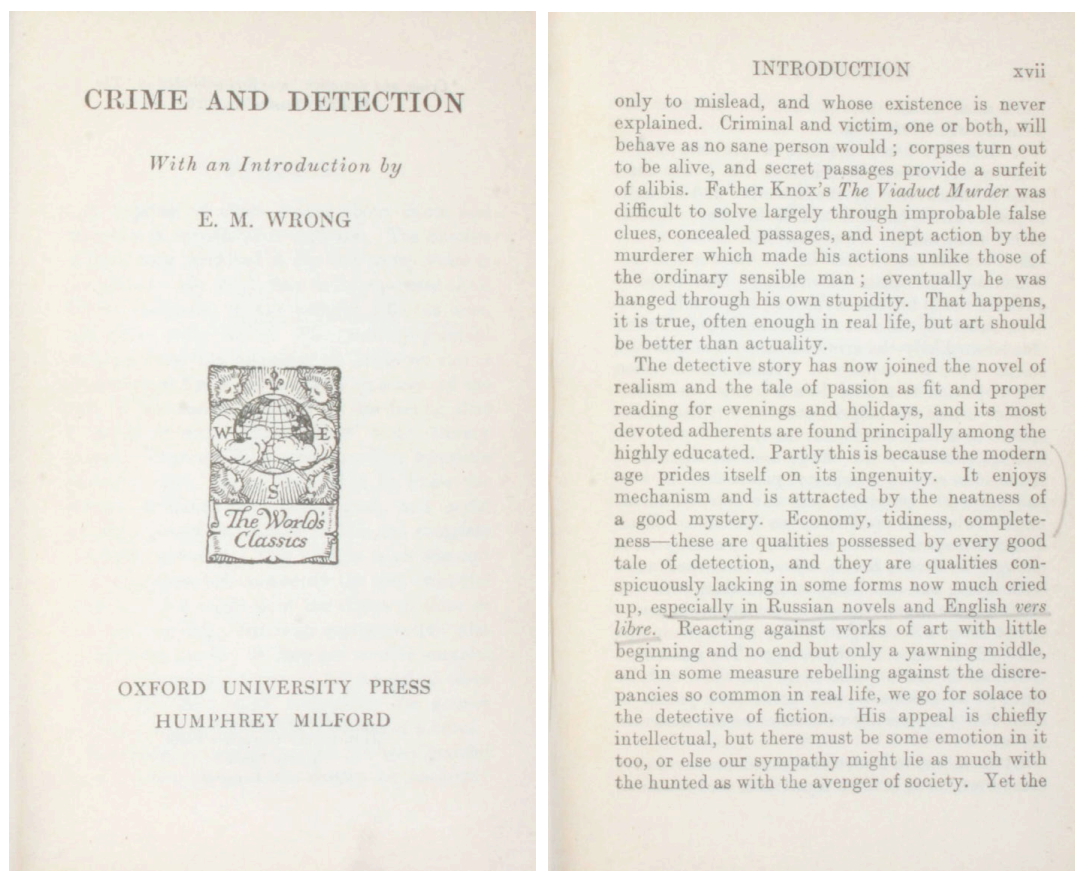 CRIME AND DETECTION
With an Introduction by
E. M. WRONG
W E
S
The World's
Classics
OXFORD UNIVERSITY PRESS
HUMPHREY MILFORD
INTRODUCTION xvii
only to mislead, and whose existence is never
explained. Criminal and victim, one or both, will
behave as no sane person would ; corpses turn out
to be alive, and secret passages provide a surfeit
of alibis. Father Knox's The Viaduct Murder was
difficult to solve largely through improbable false
clues, concealed passages, and inept action by the
murderer which made his actions unlike those of
the ordinary sensible man ; eventually he was
hanged through his own stupidity. That happens,
it is true, often enough in real life, but art should
be better than actuality.
The detective story has now joined the novel of
realism and the tale of passion as fit and proper
reading for evenings and holidays, and its most
devoted adherents are found principally among the
highly educated. Partly this is because the modern
age prides itself on its ingenuity. It enjoys
mechanism and is attracted by the neatness of
a good mystery. Economy, tidiness, complete-
ness—these are qualities possessed by every good
tale of detection, and they are qualities con-
spicuously lacking in some forms now much cried
up, especially in Russian novels and English vers
libre. Reacting against works of art with little
beginning and no end but only a yawning middle,
and in some measure rebelling against the discre-
pancies so common in real life, we go for solace to
the detective of fiction. His appeal is chiefly
intellectual, but there must be some emotion in it
too, or else our sympathy might lie as much with
the hunted as with the avenger of society. Yet the